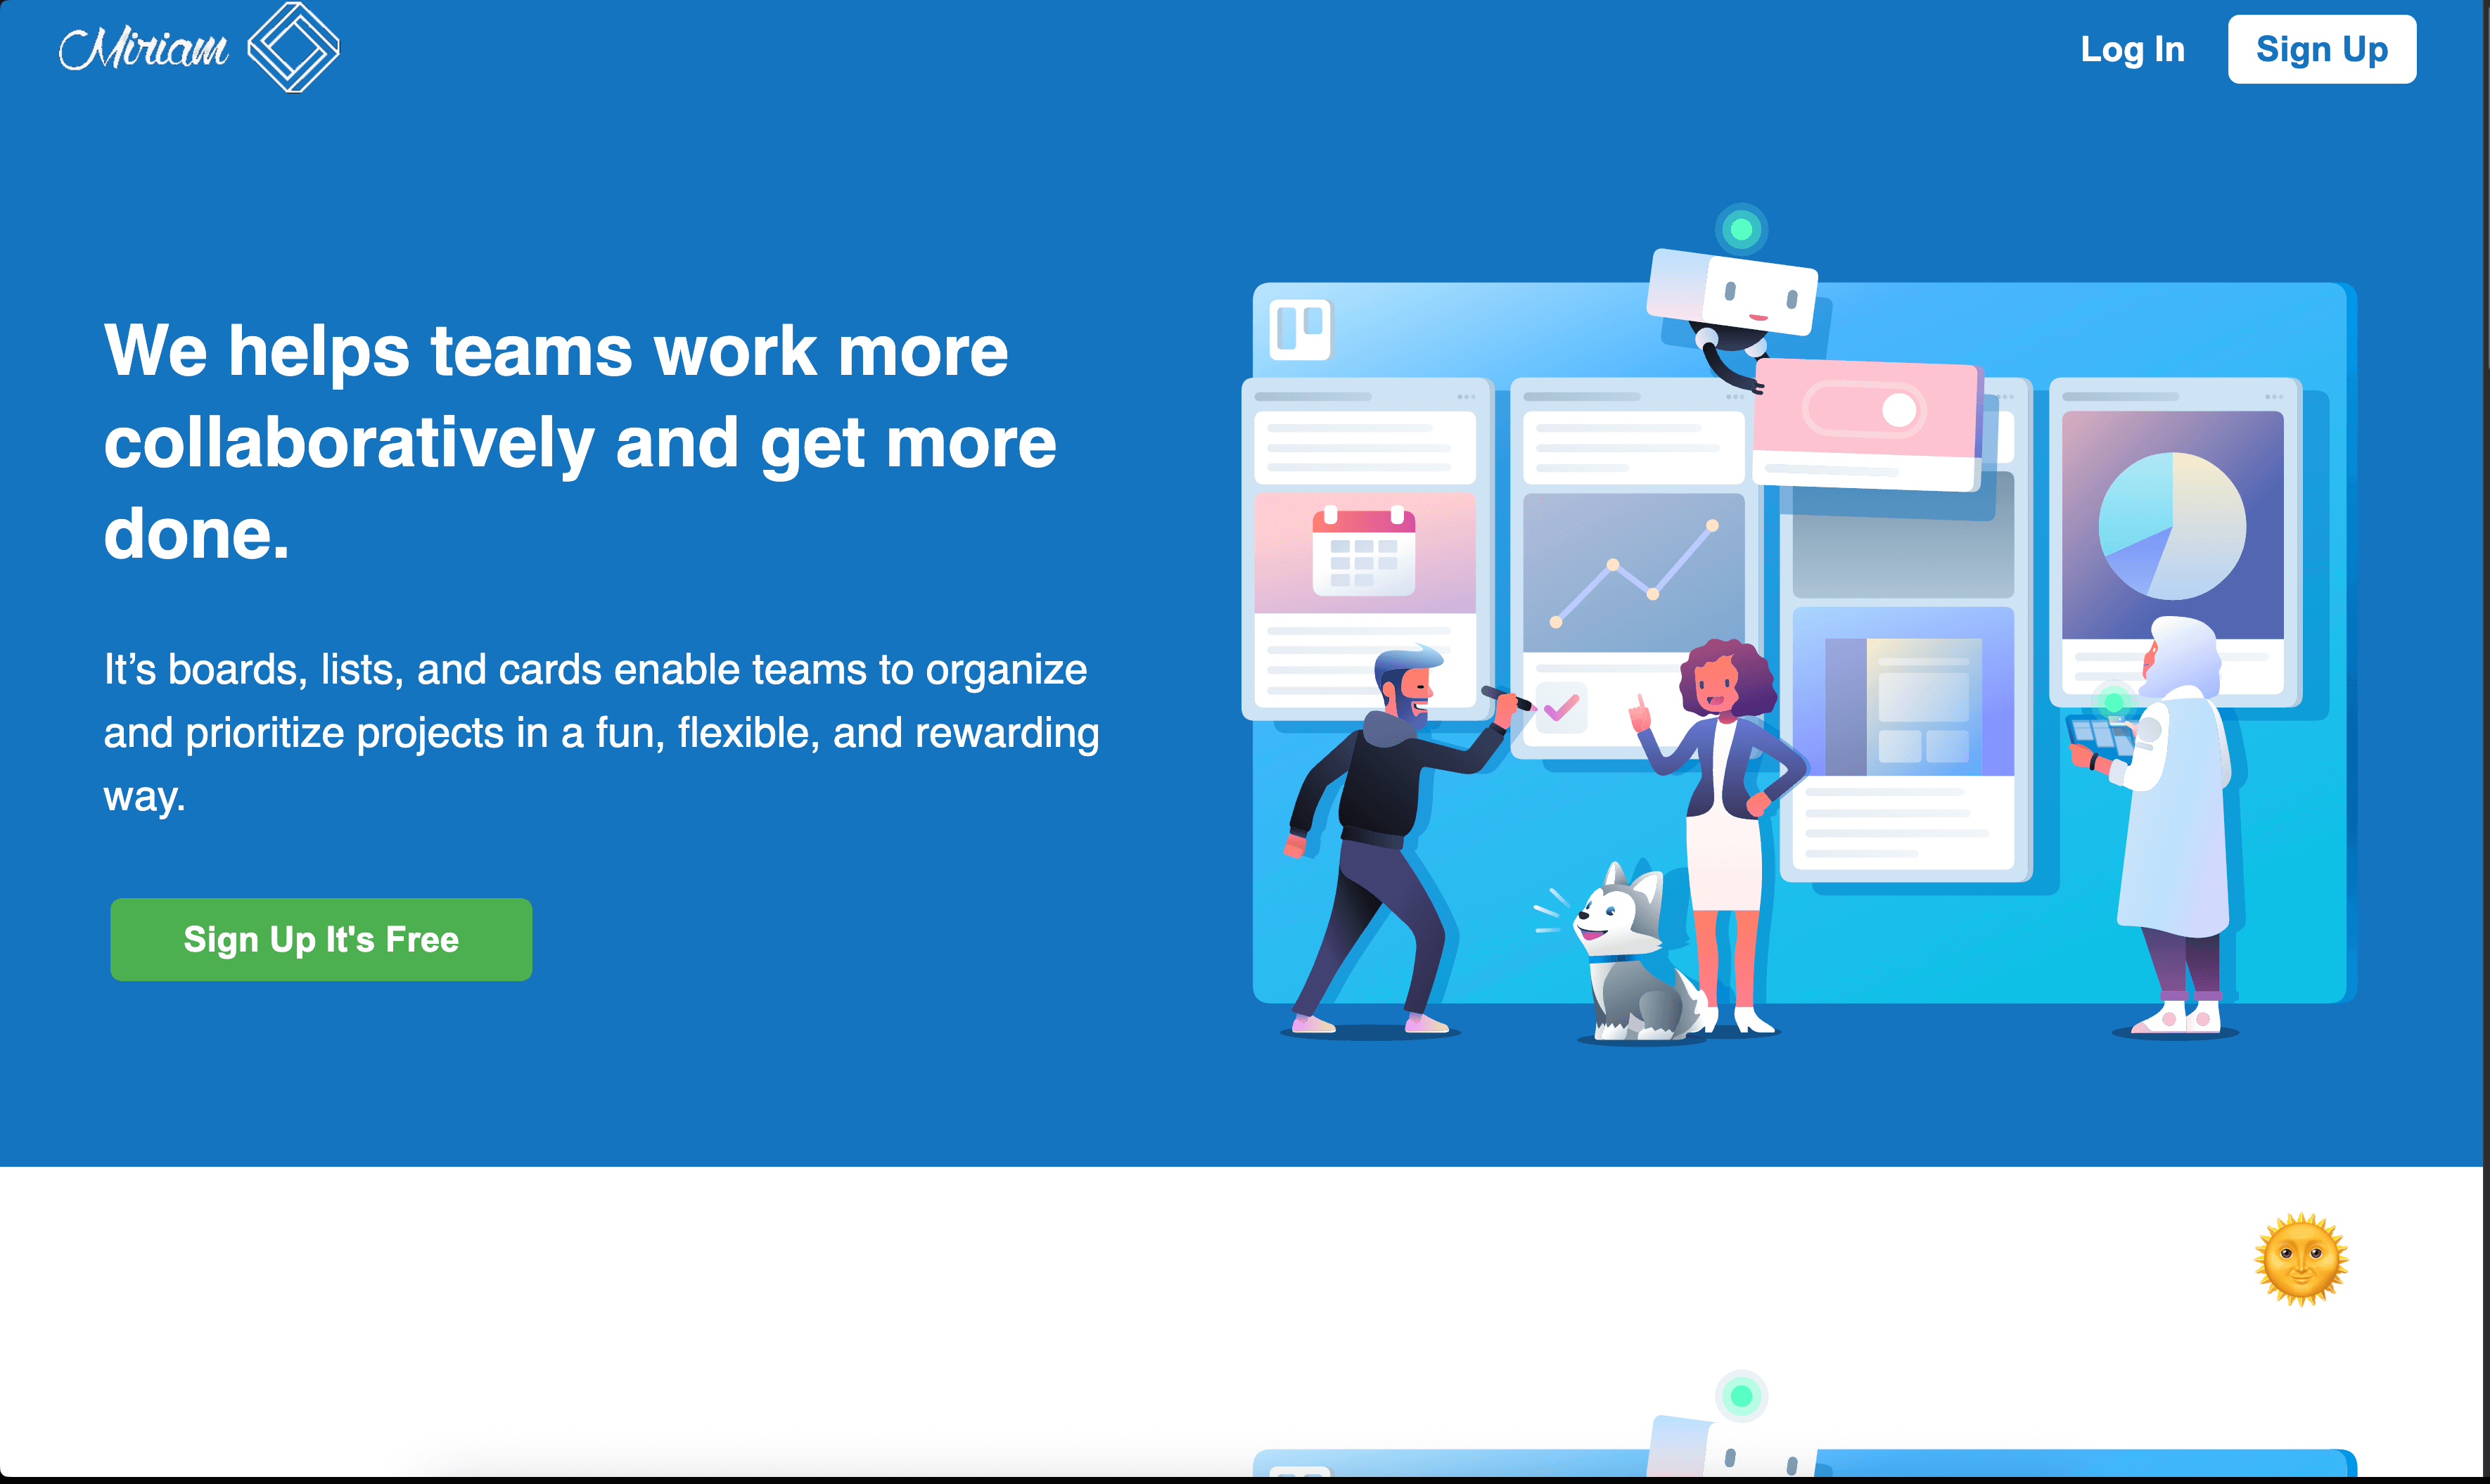 Miriam
Log In
Sign Up
We helps teams work more
collaboratively and get more
done.
It’s boards, lists, and cards enable teams to organize
and prioritize projects in a fun, flexible, and rewarding
way.
Sign Up It's Free